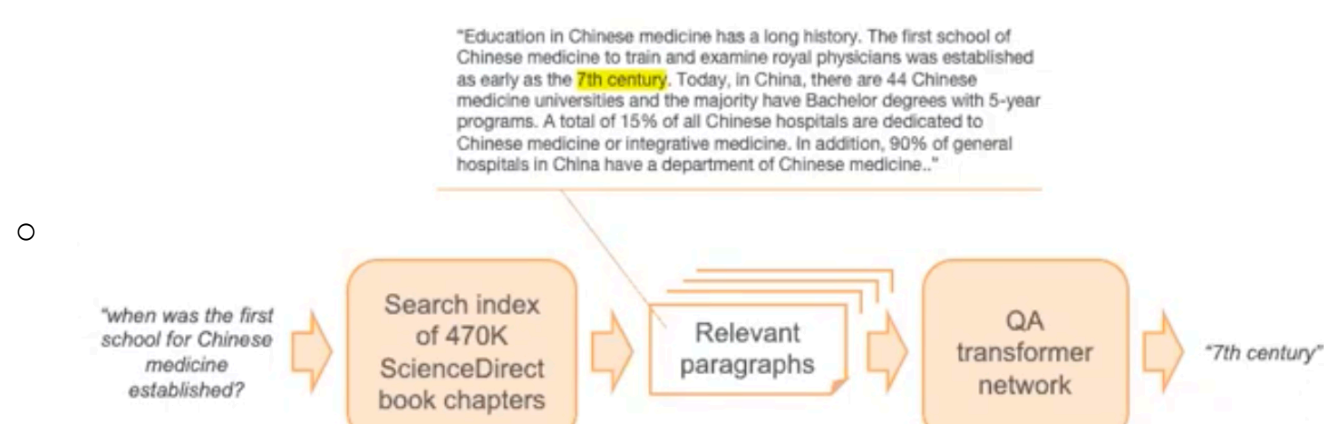 "Education in Chinese medicine has a long history. The first school of
Chinese medicine to train and examine royal physicians was established
as early as the 7th century. Today, in China, there are 44 Chinese
medicine universities and the majority have Bachelor degrees with 5-year
programs. A total of 15% of all Chinese hospitals are dedicated to
Chinese medicine or integrative medicine. In addition, 90% of general
hospitals in China have a department of Chinese medicine.."
"when was the first
school for Chinese
medicine
established?
Search index
of 470K
ScienceDirect
book chapters
Relevant
paragraphs
QA
transformer
network
"7th century"